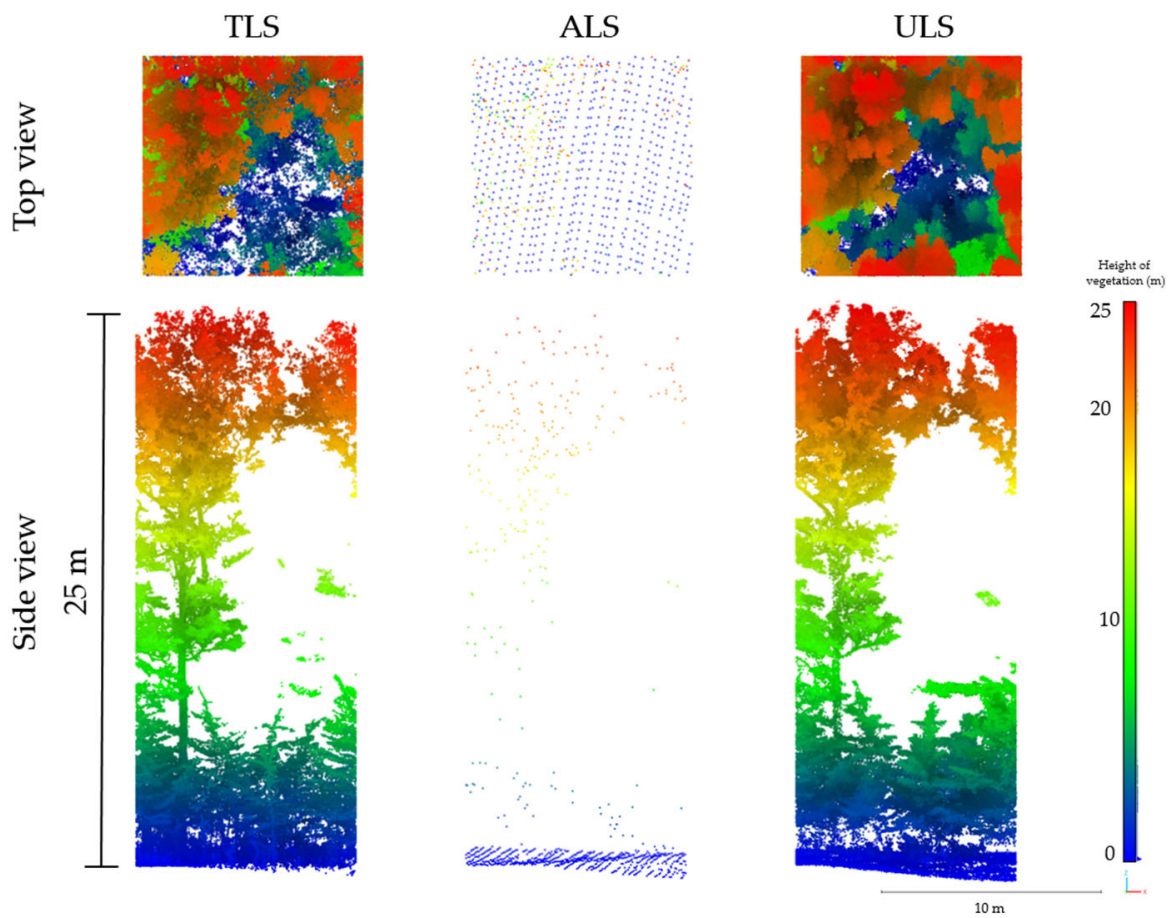 TLS
ALS
ULS
Top view
Height of
vegetation (m)
25
20
10
0
Side view
25 m
z
x
10 m